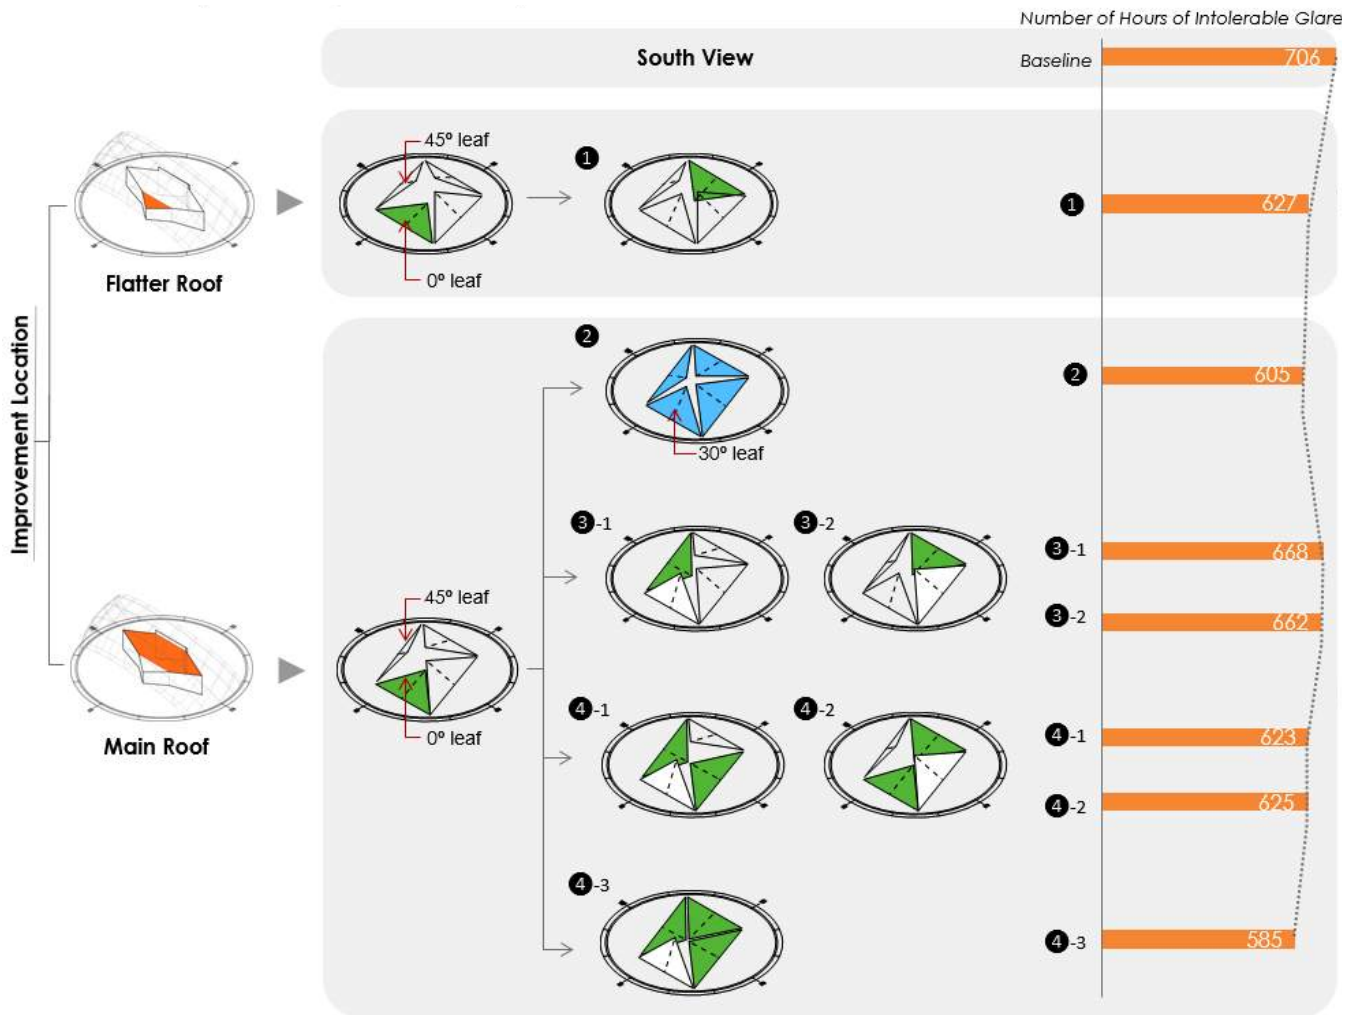 Number of Hours of Intolerable Glare
South View
Baseline
706
45º leaf
1
1
627
Flatter Roof
0º leaf
2
2
605
30º leaf
Improvement Location
3-1
3-2
3-1
668
45º leaf
3-2
662
4-1
4-2
4-1
623
0º leaf
Main Roof
4-2
625
4-3
4-3
585